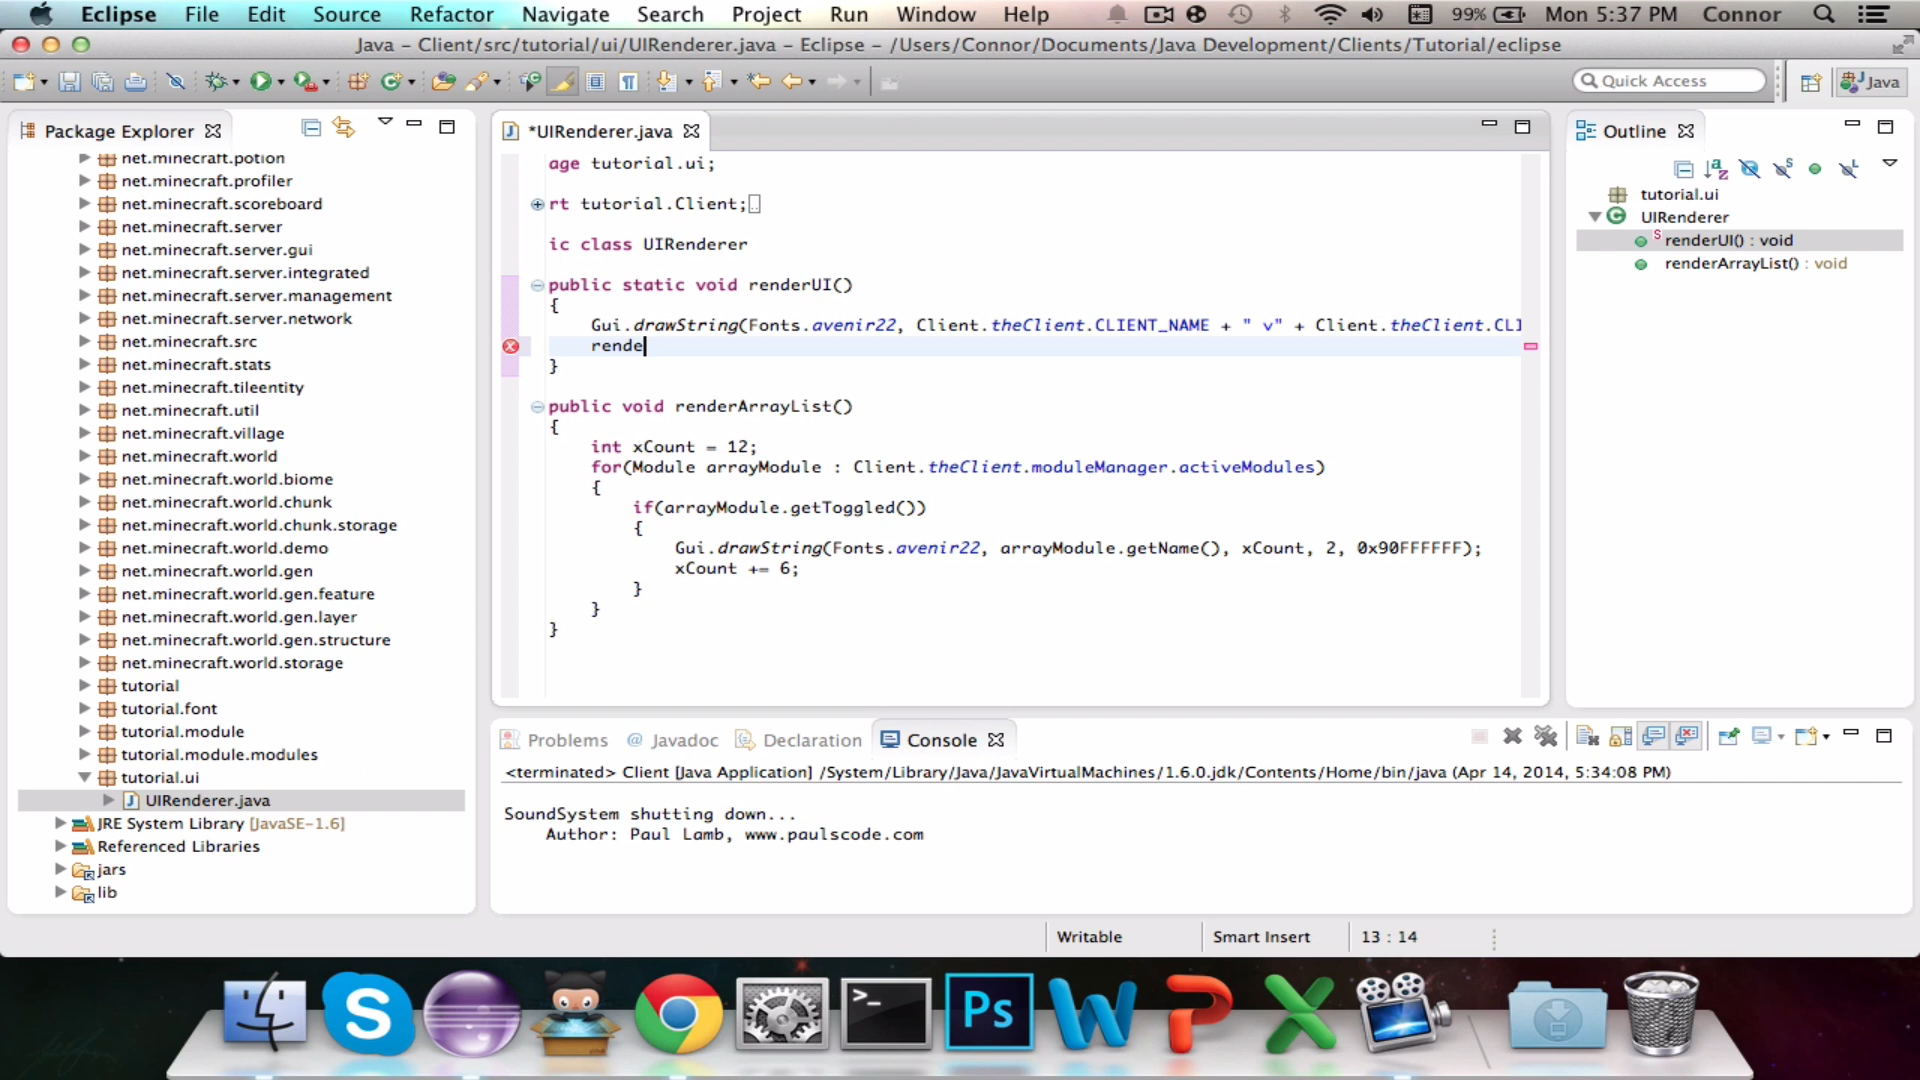 Eclipse File Edit Source Refactor Navigate Search Project Run Window Help 99% Mon 5:37 PM Connor
Java – Client/src/tutorial/ui/UIRenderer.java – Eclipse – /Users/Connor/Documents/Java Development/Clients/Tutorial/eclipse
Quick Access
Java
Package Explorer
net.minecraft.potion
net.minecraft.profiler
net.minecraft.scoreboard
net.minecraft.server
net.minecraft.server.gui
net.minecraft.server.integrated
net.minecraft.server.management
net.minecraft.server.network
net.minecraft.src
net.minecraft.stats
net.minecraft.tileentity
net.minecraft.util
net.minecraft.village
net.minecraft.world
net.minecraft.world.biome
net.minecraft.world.chunk
net.minecraft.world.chunk.storage
net.minecraft.world.demo
net.minecraft.world.gen
net.minecraft.world.gen.feature
net.minecraft.world.gen.layer
net.minecraft.world.gen.structure
net.minecraft.world.storage
tutorial
tutorial.font
tutorial.module
tutorial.module.modules
tutorial.ui
UIRenderer.java
JRE System Library [JavaSE-1.6]
Referenced Libraries
jars
lib
*UIRenderer.java
age tutorial.ui;
rt tutorial.Client;
ic class UIRenderer
public static void renderUI()
{
Gui.drawString(Fonts.avenir22, Client.theClient.CLIENT_NAME + " v" + Client.theClient.CLI
rende
}
public void renderArrayList()
{
int xCount = 12;
for(Module arrayModule : Client.theClient.moduleManager.activeModules)
{
if(arrayModule.getToggled())
{
Gui.drawString(Fonts.avenir22, arrayModule.getName(), xCount, 2, 0x90FFFFFF);
xCount += 6;
}
}
}
Outline
tutorial.ui
UIRenderer
renderUI() : void
renderArrayList() : void
Problems @ Javadoc Declaration Console
<terminated> Client [Java Application] /System/Library/Java/JavaVirtualMachines/1.6.0.jdk/Contents/Home/bin/java (Apr 14, 2014, 5:34:08 PM)
SoundSystem shutting down...
Author: Paul Lamb, www.paulscode.com
Writable Smart Insert 13 : 14
Ps